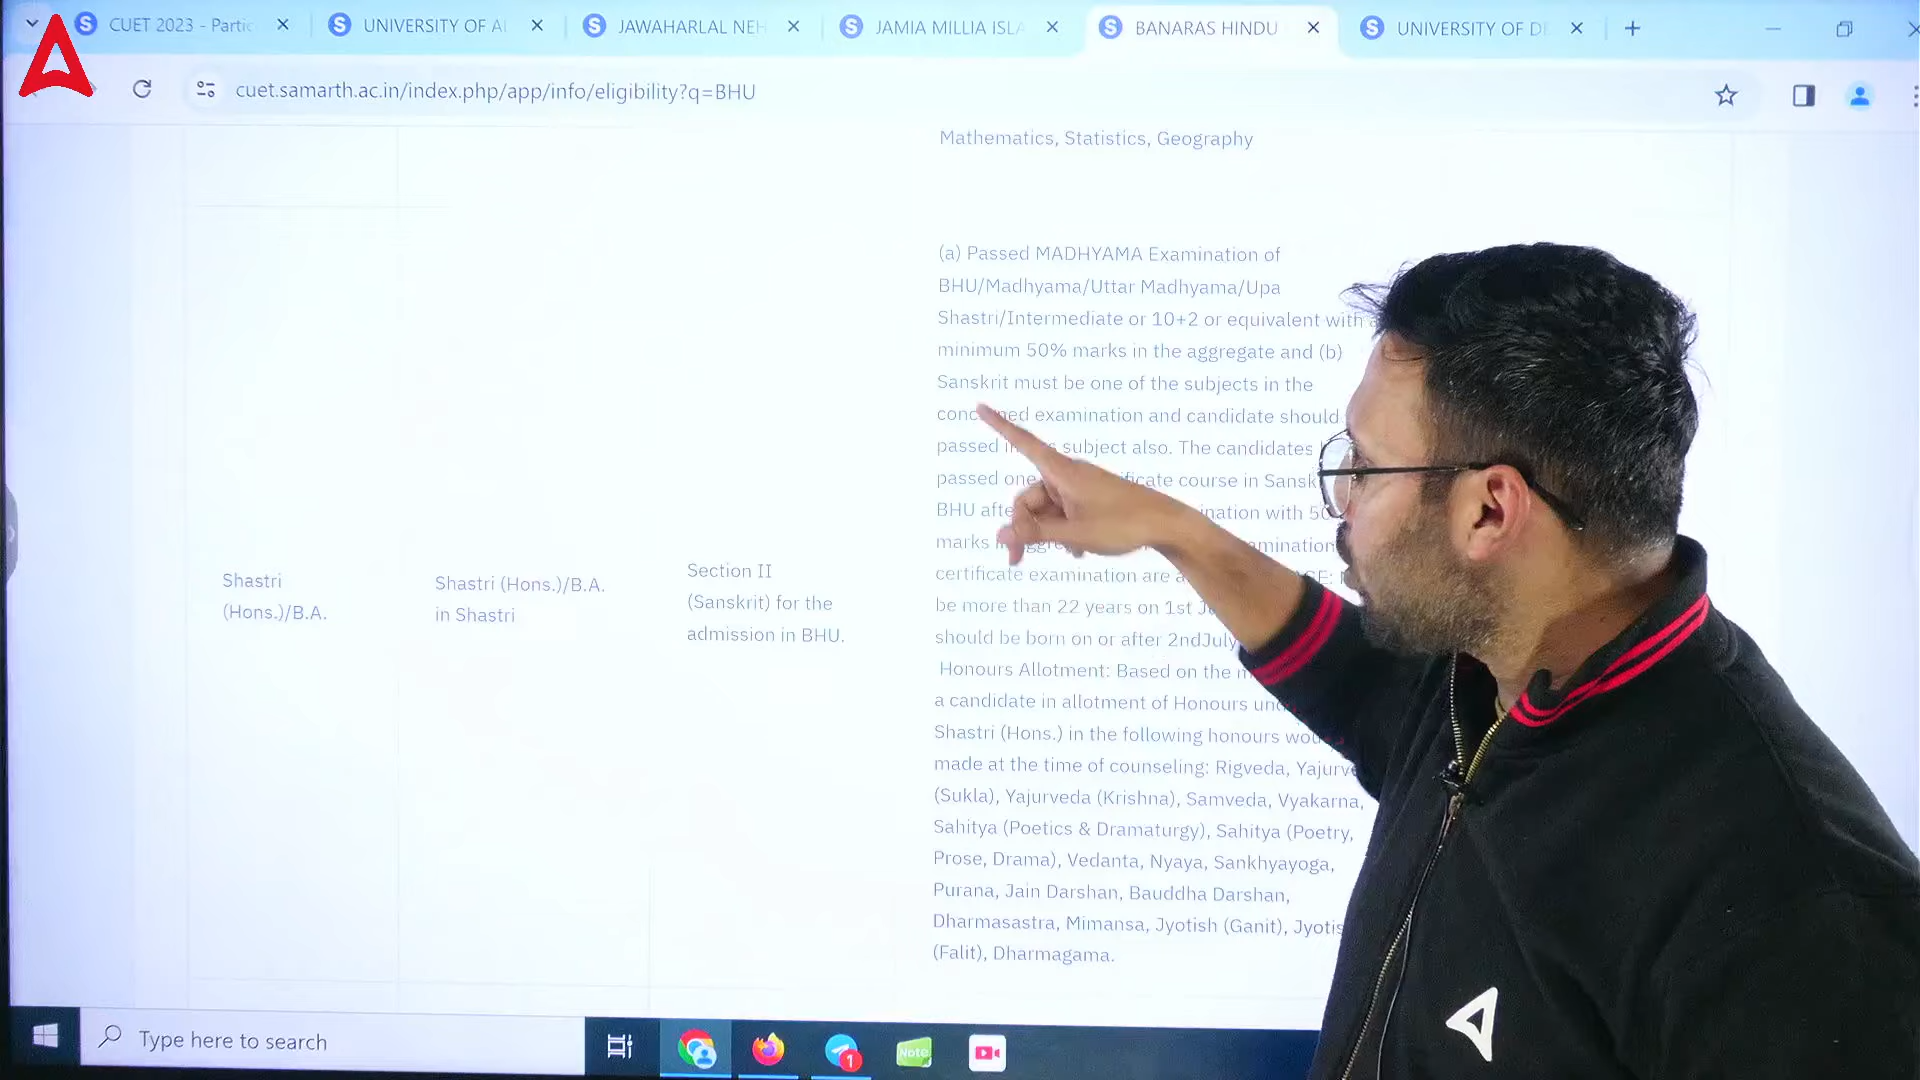 CUET 2023 - Partic
UNIVERSITY OF Al
JAWAHARLAL NEH
JAMIA MILLIA ISLA
BANARAS HINDU
UNIVERSITY OF DE
cuet.samarth.ac.in/index.php/app/info/eligibility?q=BHU
Mathematics, Statistics, Geography
Shastri
(Hons.)/B.A.
Shastri (Hons.)/B.A.
in Shastri
Section II
(Sanskrit) for the
admission in BHU.
(a) Passed MADHYAMA Examination of
BHU/Madhyama/Uttar Madhyama/Upa
Shastri/Intermediate or 10+2 or equivalent with a
minimum 50% marks in the aggregate and (b)
Sanskrit must be one of the subjects in the
examination and candidate should
passed subject also. The candidates
passed one course in
BHU with
marks
certificate examination are
be more than 22 years on 1st
should be born on or after 2ndJuly
Honours Allotment: Based on the
a candidate in allotment of Honours
Shastri (Hons.) in the following honours
made at the time of counseling: Rigveda,
(Sukla), Yajurveda (Krishna), Samveda, Vyakarna,
Sahitya (Poetics & Dramaturgy), Sahitya (Poetry,
Prose, Drama), Vedanta, Nyaya, Sankhyayoga,
Purana, Jain Darshan, Bauddha Darshan,
Dharmasastra, Mimansa, Jyotish (Ganit),
(Falit), Dharmagama.
Type here to search
Note
1